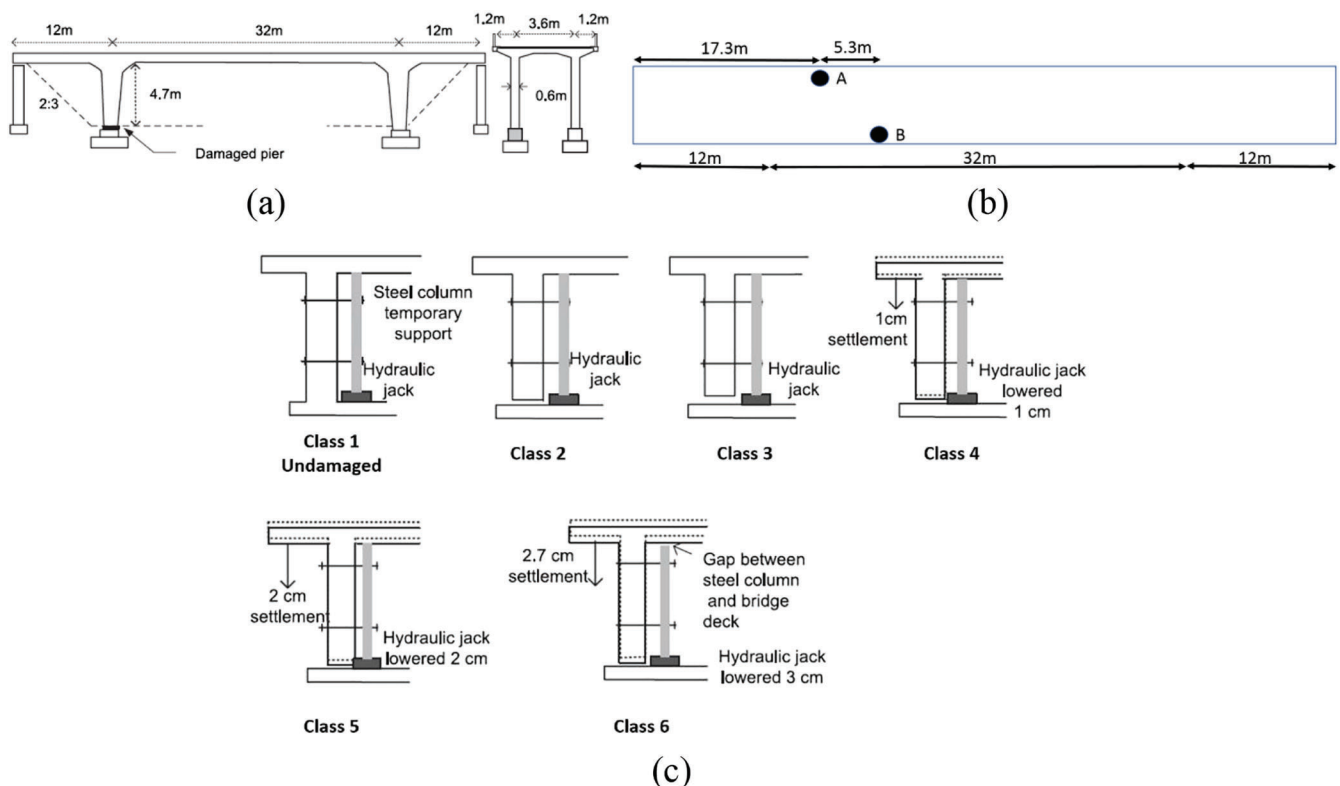 12m
32m
12m
1.2m
3.6m
1.2m
4.7m
2:3
0.6m
Damaged pier
(a)
17.3m
5.3m
A
B
12m
32m
12m
(b)
Steel column
temporary
support
Hydraulic
jack
Class 1
Undamaged
Hydraulic
jack
Class 2
Hydraulic
jack
Class 3
1cm
settlement
Hydraulic jack
lowered
1 cm
Class 4
2 cm
settlement
Hydraulic jack
lowered 2 cm
Class 5
2.7 cm
settlement
Gap between
steel column
and bridge
deck
Hydraulic jack
lowered 3 cm
Class 6
(c)